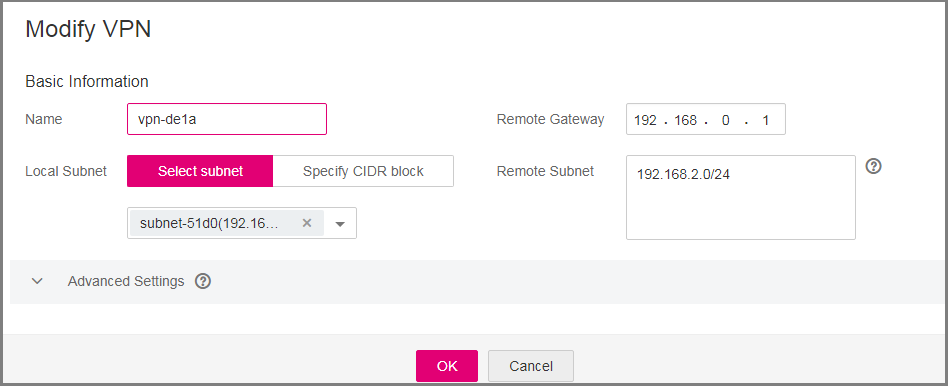 Modify VPN
Basic Information
Name vpn-de1a Remote Gateway 192 . 168 . 0 . 1
Local Subnet Select subnet Specify CIDR block Remote Subnet 192.168.2.0/24 ?
subnet-51d0(192.16... ×
Advanced Settings ?
OK Cancel